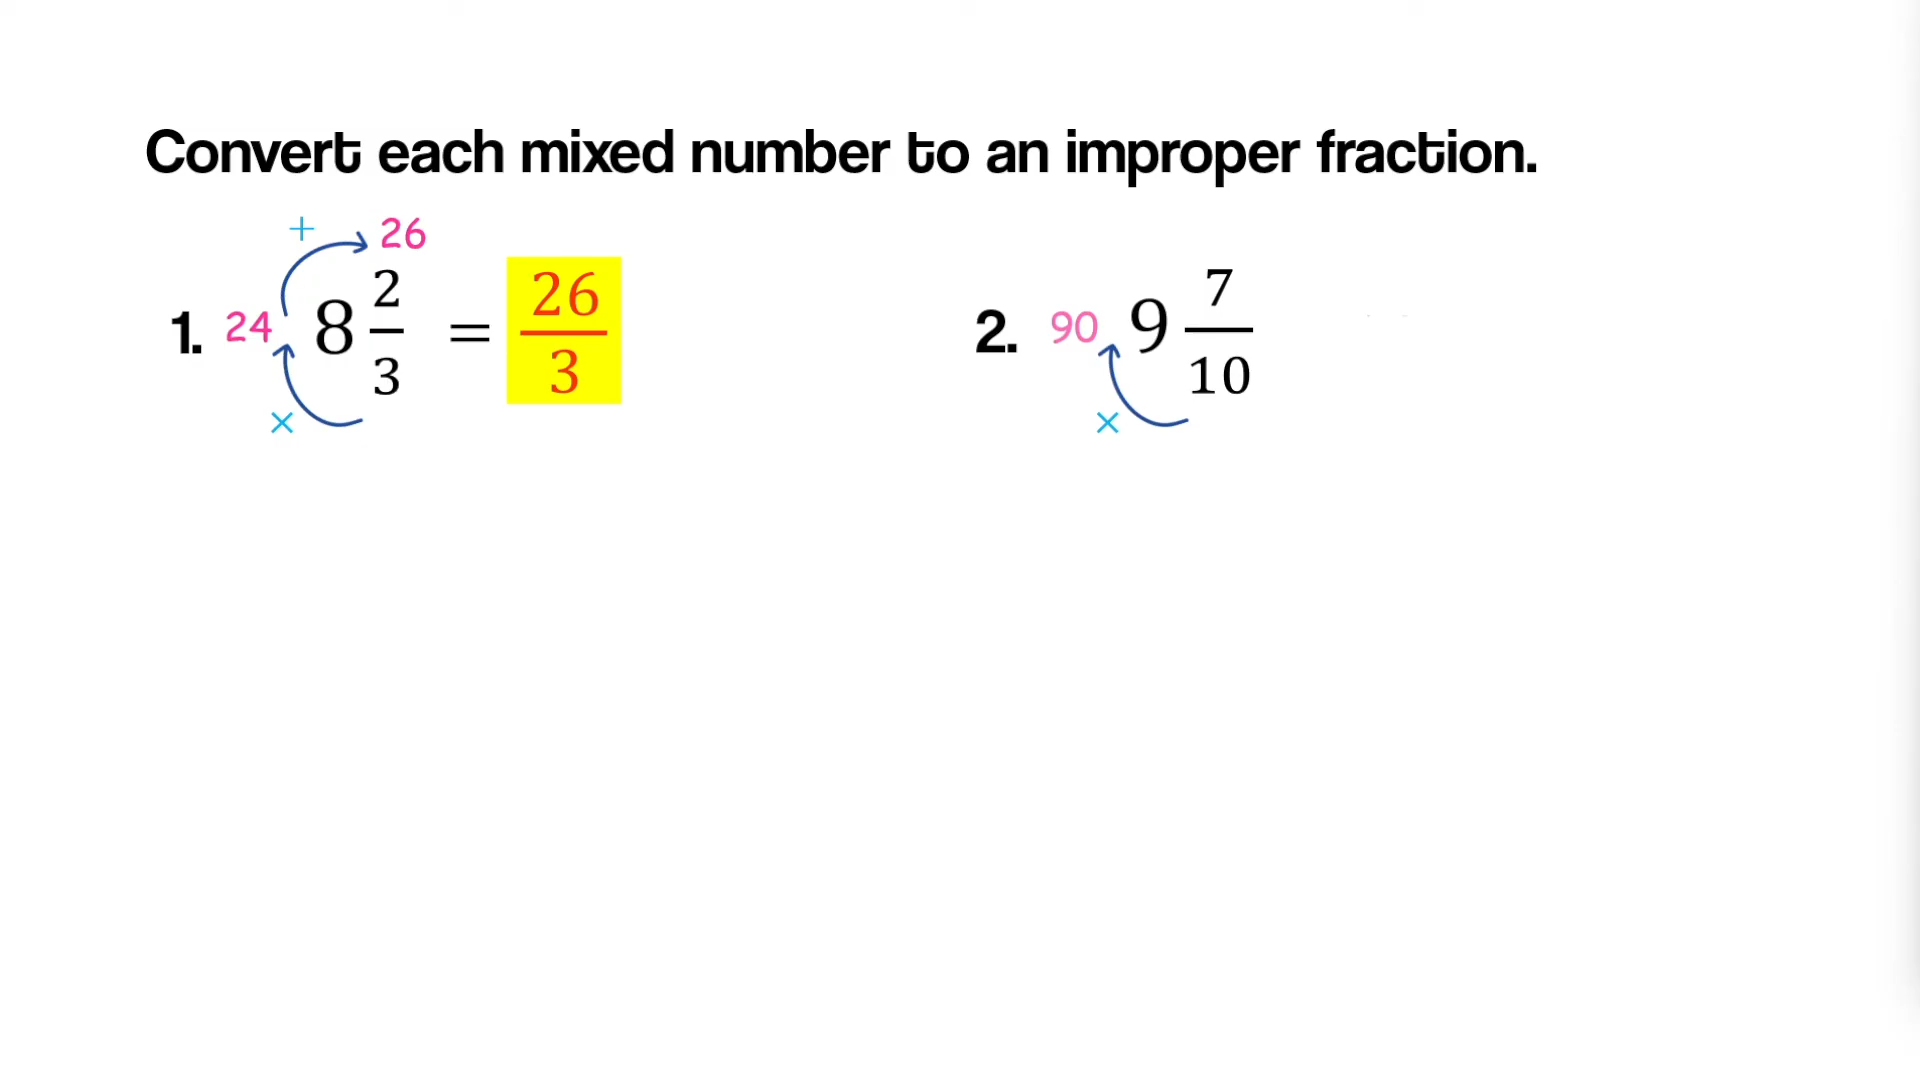 Convert each mixed number to an improper fraction.
+ 26
1. 24 8 2/3 = 26/3
×
2. 90 9 7/10
×